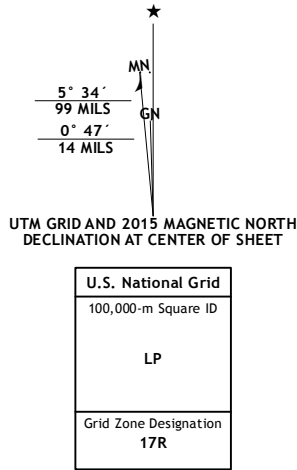 MN
5° 34´
99 MILS
GN
0° 47´
14 MILS
UTM GRID AND 2015 MAGNETIC NORTH
DECLINATION AT CENTER OF SHEET
U.S. National Grid
100,000-m Square ID
LP
Grid Zone Designation
17R